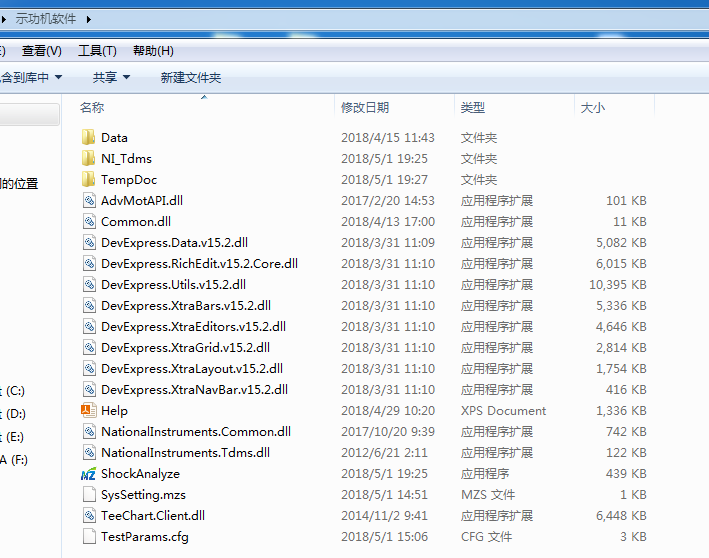 示功机软件
E) 查看(V) 工具(T) 帮助(H)
含到库中 共享 新建文件夹
名称 修改日期 类型 大小
Data 2018/4/15 11:43 文件夹
NI_Tdms 2018/5/1 19:25 文件夹
TempDoc 2018/5/1 19:27 文件夹
AdvMotAPI.dll 2017/2/20 14:53 应用程序扩展 101 KB
Common.dll 2018/4/13 17:00 应用程序扩展 11 KB
DevExpress.Data.v15.2.dll 2018/3/31 11:09 应用程序扩展 5,082 KB
DevExpress.RichEdit.v15.2.Core.dll 2018/3/31 11:10 应用程序扩展 6,015 KB
DevExpress.Utils.v15.2.dll 2018/3/31 11:10 应用程序扩展 10,395 KB
DevExpress.XtraBars.v15.2.dll 2018/3/31 11:10 应用程序扩展 5,336 KB
DevExpress.XtraEditors.v15.2.dll 2018/3/31 11:10 应用程序扩展 4,646 KB
DevExpress.XtraGrid.v15.2.dll 2018/3/31 11:10 应用程序扩展 2,814 KB
DevExpress.XtraLayout.v15.2.dll 2018/3/31 11:10 应用程序扩展 1,754 KB
DevExpress.XtraNavBar.v15.2.dll 2018/3/31 11:10 应用程序扩展 416 KB
Help 2018/4/29 10:20 XPS Document 1,336 KB
NationalInstruments.Common.dll 2017/10/20 9:39 应用程序扩展 742 KB
NationalInstruments.Tdms.dll 2012/6/21 2:11 应用程序扩展 122 KB
MZ ShockAnalyze 2018/5/1 19:25 应用程序 439 KB
SysSetting.mzs 2018/5/1 14:51 MZS 文件 1 KB
TeeChart.Client.dll 2014/11/2 9:41 应用程序扩展 6,448 KB
TestParams.cfg 2018/5/1 15:06 CFG 文件 3 KB
的位置
(C:)
(D:)
(E:)
A (F:)